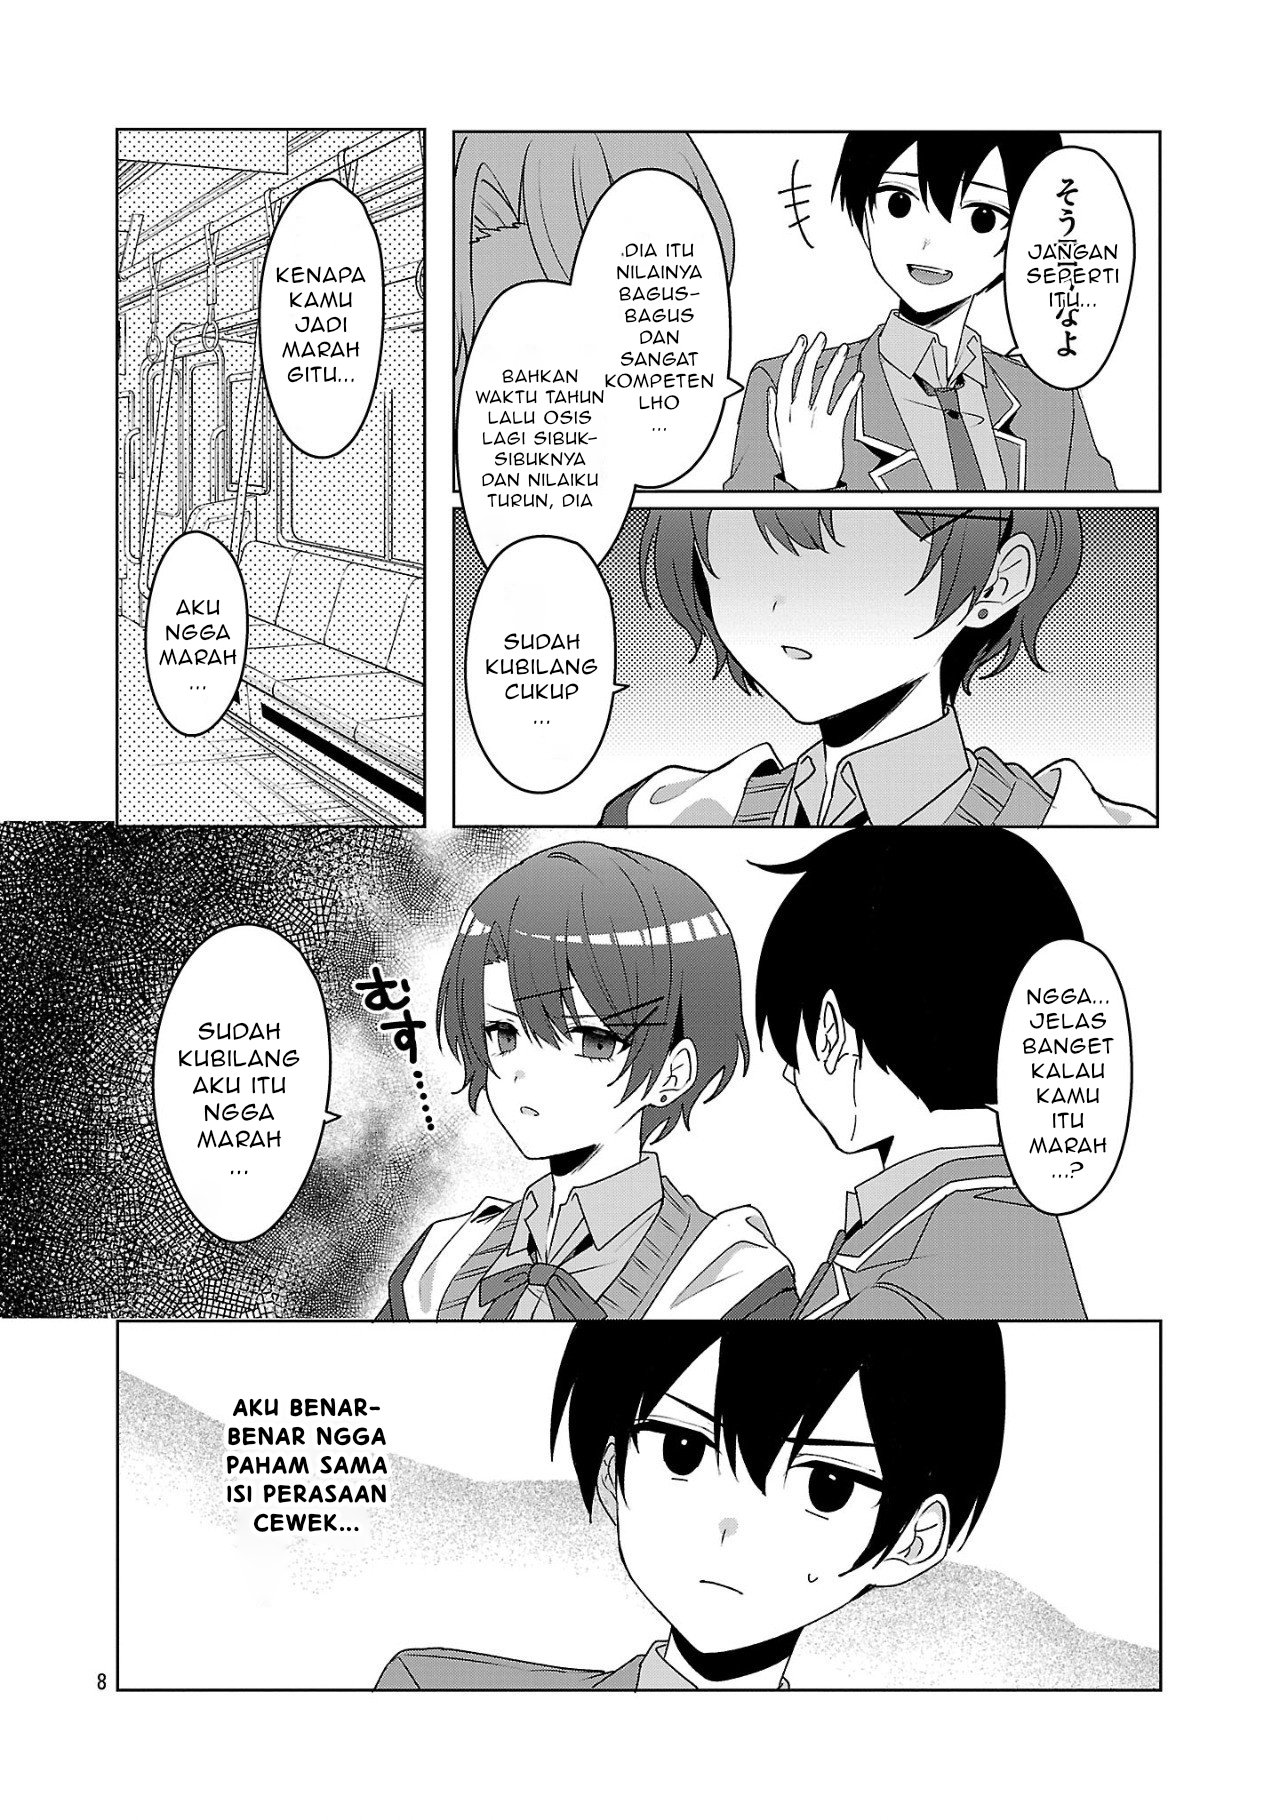 そう
なよ
JANGAN
SEPERTI
ITU...
DIA ITU
NILAINYA
BAGUS-
BAGUS
DAN
SANGAT
KOMPETEN
LHO
...
BAHKAN
WAKTU TAHUN
LALU OSIS
LAGI SIBUK-
SIBUKNYA
DAN NILAIKU
TURUN, DIA
SUDAH
KUBILANG
CUKUP
...
KENAPA
KAMU
JADI
MARAH
GITU...
AKU
NGGA
MARAH
...
NGGA...
JELAS
BANGET
KALAU
KAMU
ITU
MARAH
...?
むす……
SUDAH
KUBILANG
AKU ITU
NGGA
MARAH
...
AKU BENAR-
BENAR NGGA
PAHAM SAMA
ISI PERASAAN
CEWEK...
8